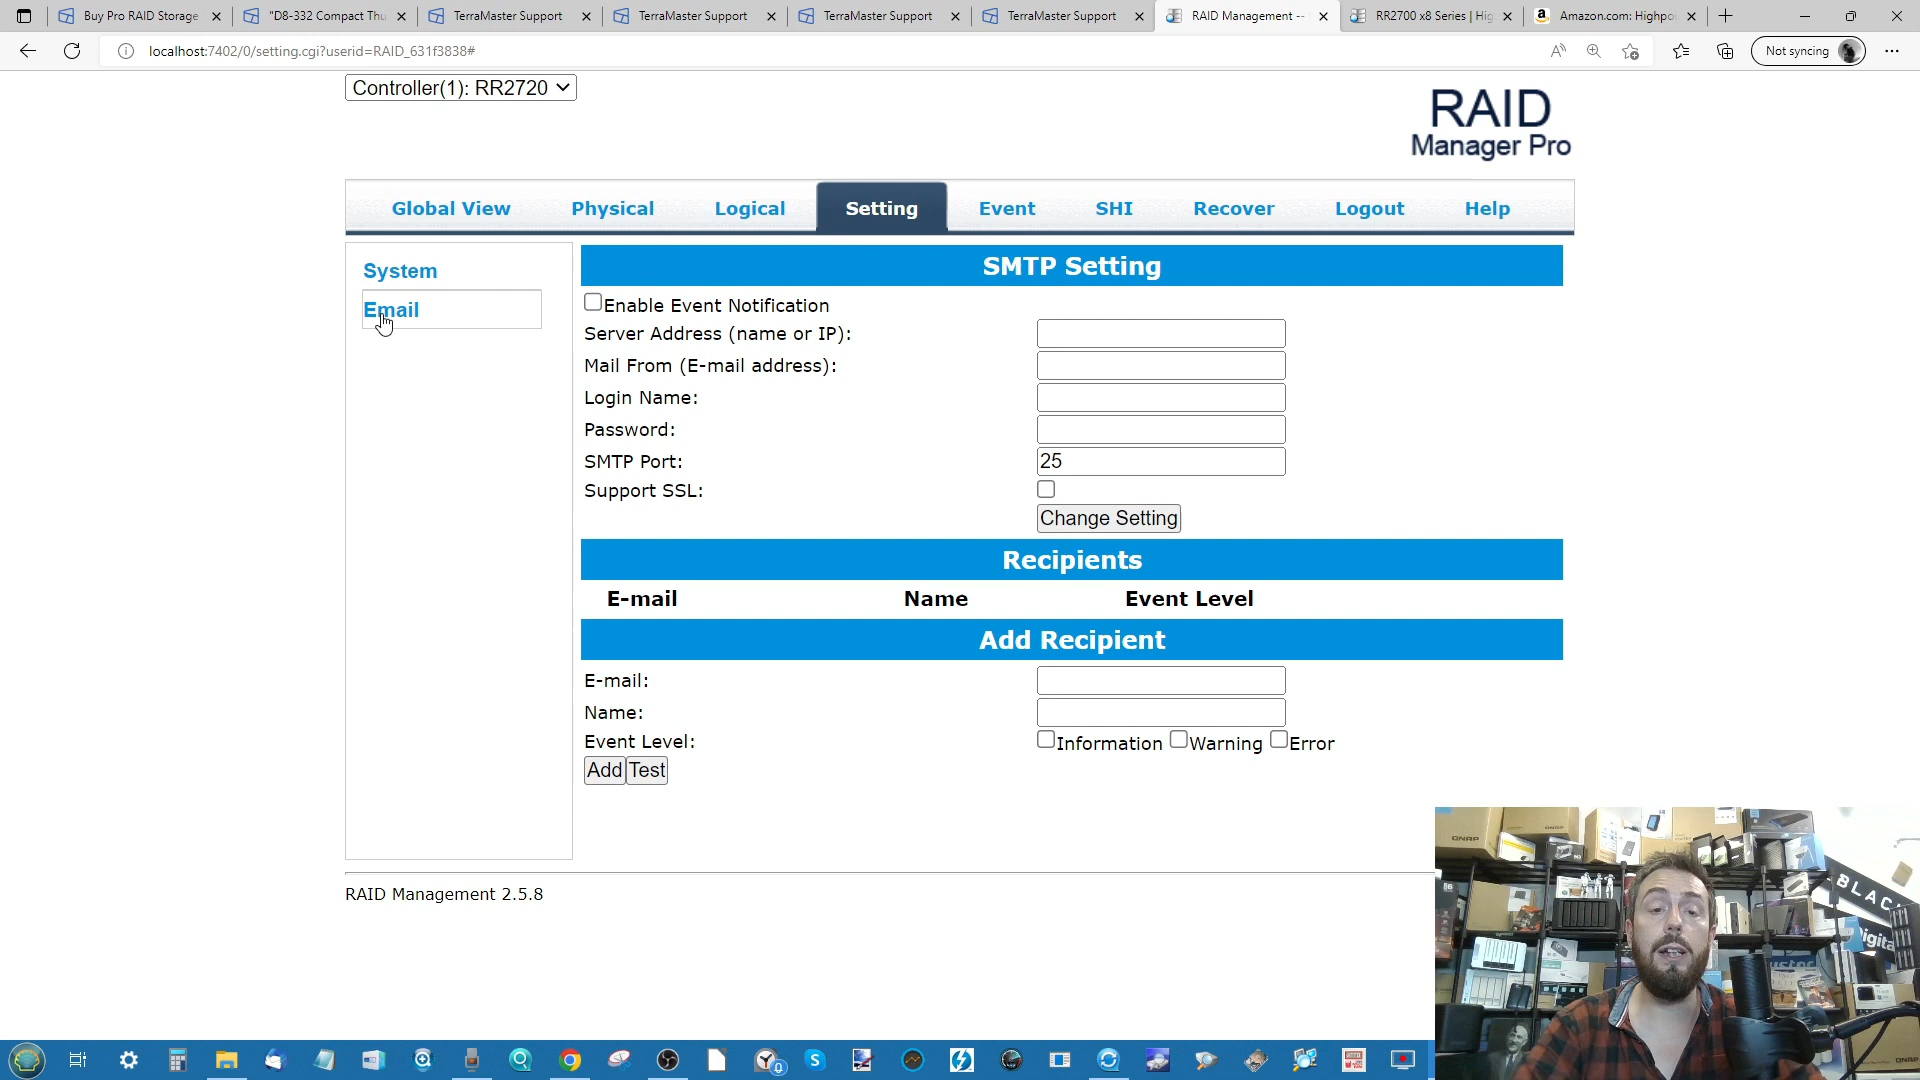 Buy Pro RAID Storage
"D8-332 Compact Thu
TerraMaster Support
TerraMaster Support
TerraMaster Support
TerraMaster Support
RAID Management --
RR2700 x8 Series | Hig
Amazon.com: Highpo
localhost:7402/0/setting.cgi?userid=RAID_631f3838#
Not syncing
Controller(1): RR2720
RAID
Manager Pro
Global View
Physical
Logical
Setting
Event
SHI
Recover
Logout
Help
System
Email
SMTP Setting
Enable Event Notification
Server Address (name or IP):
Mail From (E-mail address):
Login Name:
Password:
SMTP Port:
25
Support SSL:
Change Setting
Recipients
E-mail Name Event Level
Add Recipient
E-mail:
Name:
Event Level:
Information Warning Error
Add Test
RAID Management 2.5.8
QNAP
QNAP
BLAC
igita